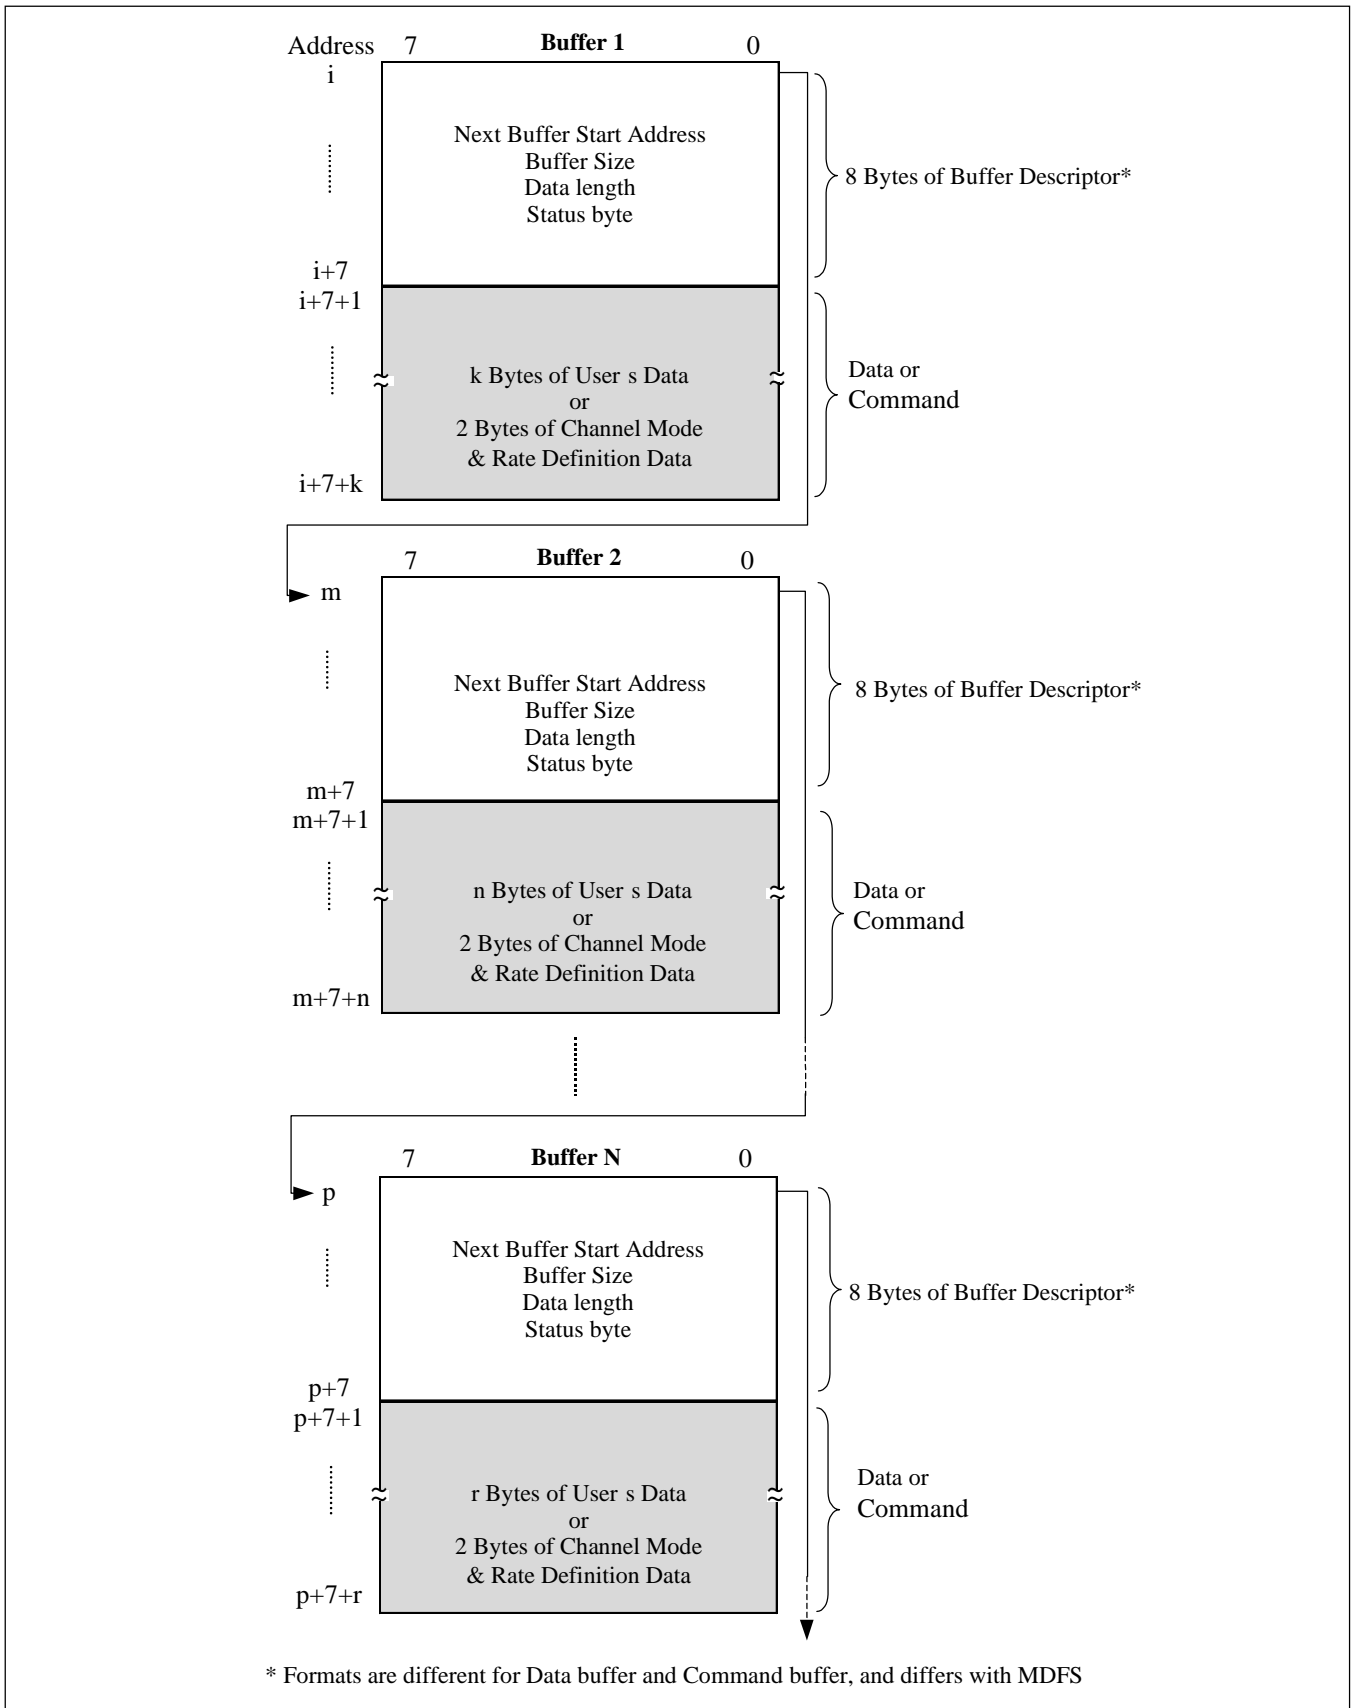 Address 7 Buffer 1 0
i
Next Buffer Start Address
Buffer Size
Data length
Status byte
8 Bytes of Buffer Descriptor*
i+7
i+7+1
k Bytes of User s Data
or
2 Bytes of Channel Mode
& Rate Definition Data
Data or
Command
i+7+k
7 Buffer 2 0
m
Next Buffer Start Address
Buffer Size
Data length
Status byte
8 Bytes of Buffer Descriptor*
m+7
m+7+1
n Bytes of User s Data
or
2 Bytes of Channel Mode
& Rate Definition Data
Data or
Command
m+7+n
7 Buffer N 0
p
Next Buffer Start Address
Buffer Size
Data length
Status byte
8 Bytes of Buffer Descriptor*
p+7
p+7+1
r Bytes of User s Data
or
2 Bytes of Channel Mode
& Rate Definition Data
Data or
Command
p+7+r
* Formats are different for Data buffer and Command buffer, and differs with MDFS